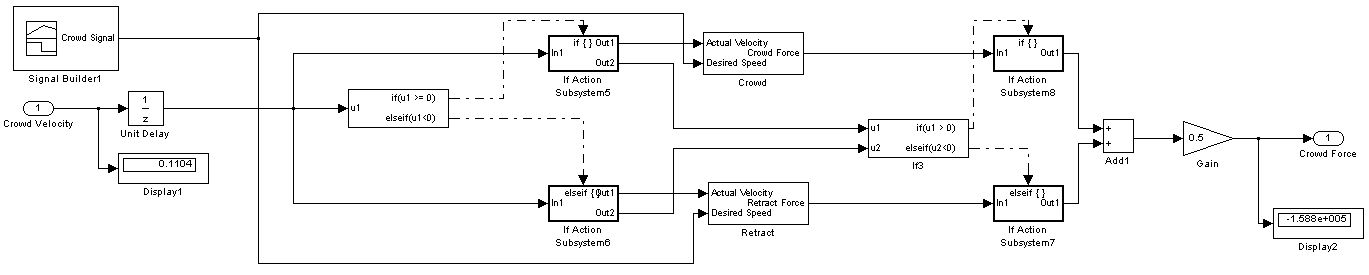 Crowd Signal
Signal Builder1
1
Crowd Velocity
1
z
Unit Delay
0.1104
Display1
u1
if(u1 >= 0)
elseif(u1<0)
if { }
In1
Out1
Out2
If Action
Subsystem5
elseif { }
In1
Out1
Out2
If Action
Subsystem6
Actual Velocity
Crowd Force
Desired Speed
Crowd
Actual Velocity
Retract Force
Desired Speed
Retract
u1
if(u1 > 0)
u2
elseif(u2<0)
If3
if { }
In1
Out1
If Action
Subsystem8
elseif { }
In1
Out1
If Action
Subsystem7
+
+
Add1
0.5
Gain
1
Crowd Force
-1.588e+005
Display2